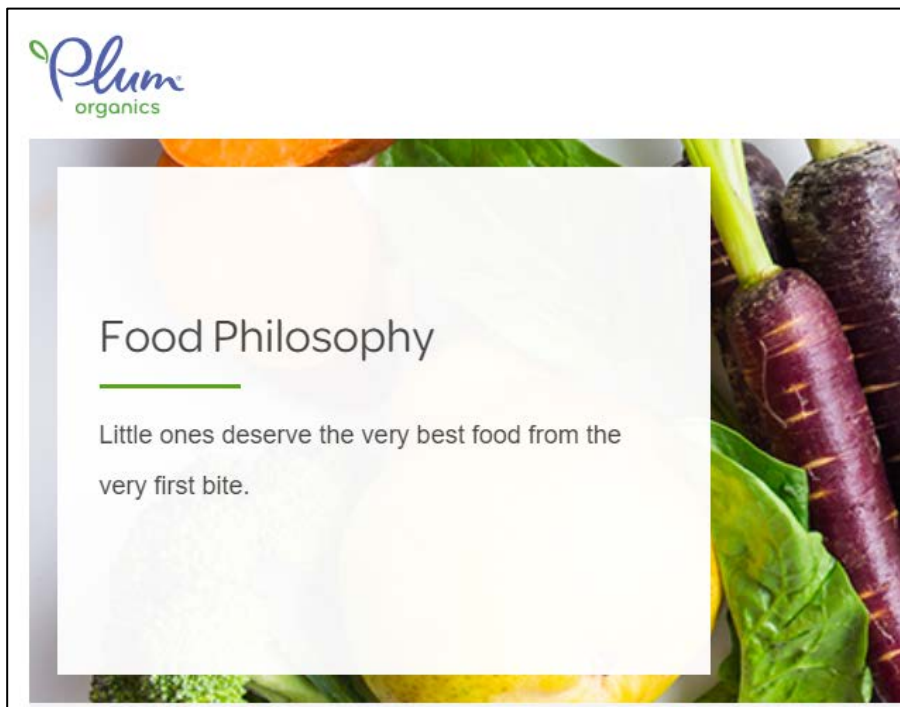 Plum
organics
Food Philosophy
Little ones deserve the very best food from the
very first bite.